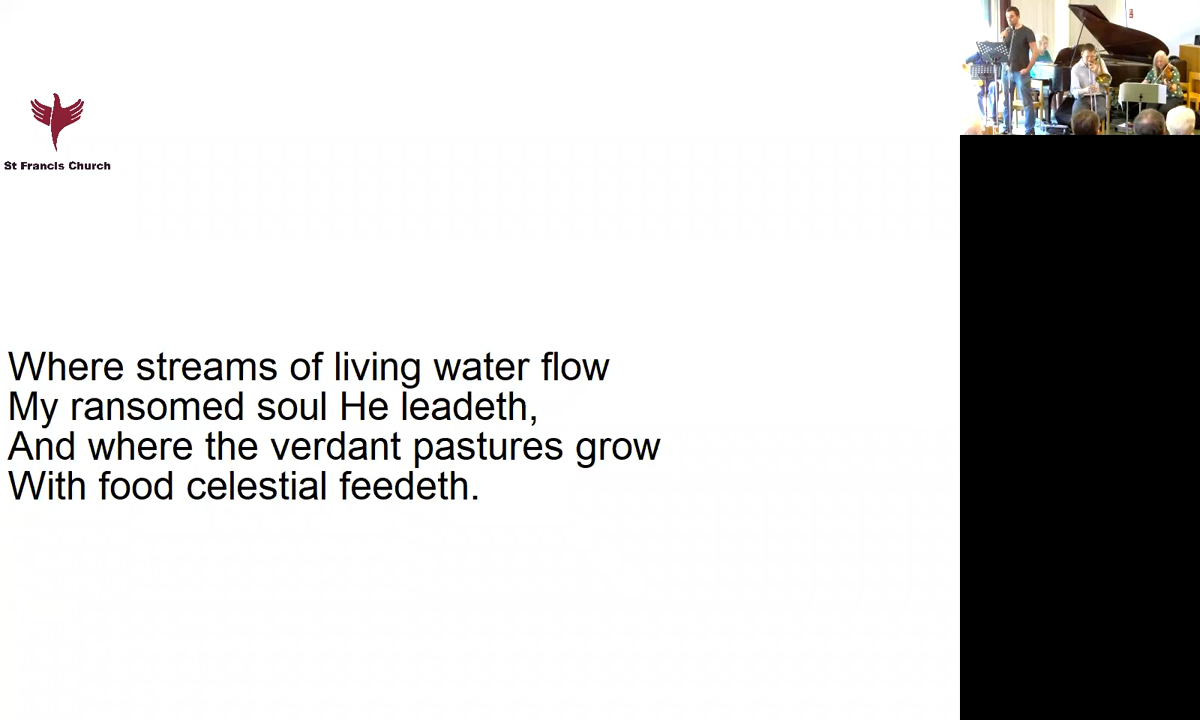 St Francis Church
Where streams of living water flow
My ransomed soul He leadeth,
And where the verdant pastures grow
With food celestial feedeth.